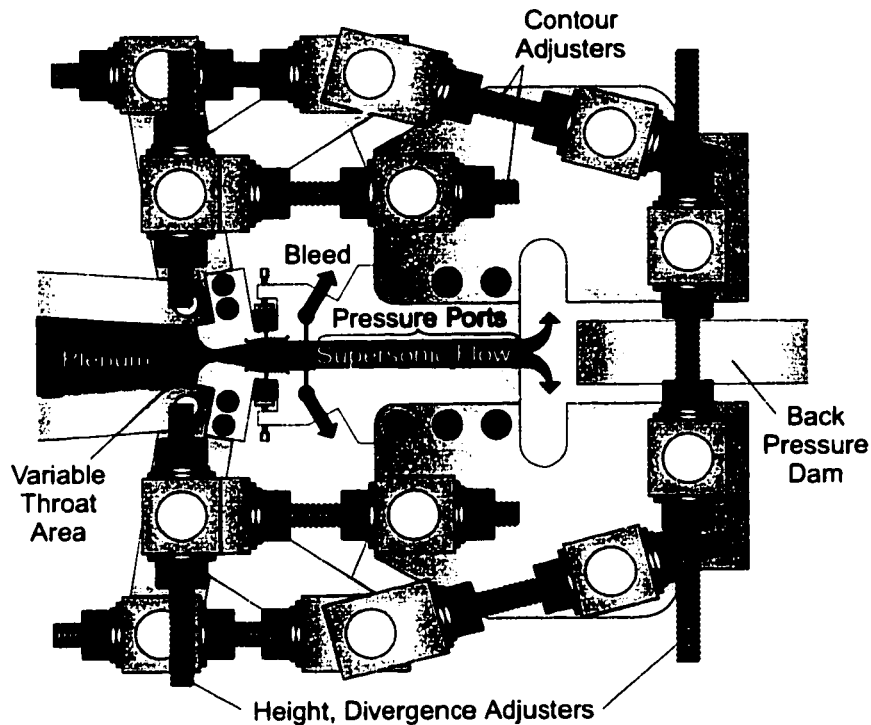 Contour
Adjusters
Bleed
Pressure Ports
Plenum
Supersonic Flow
Back
Pressure
Dam
Variable
Throat
Area
Height, Divergence Adjusters